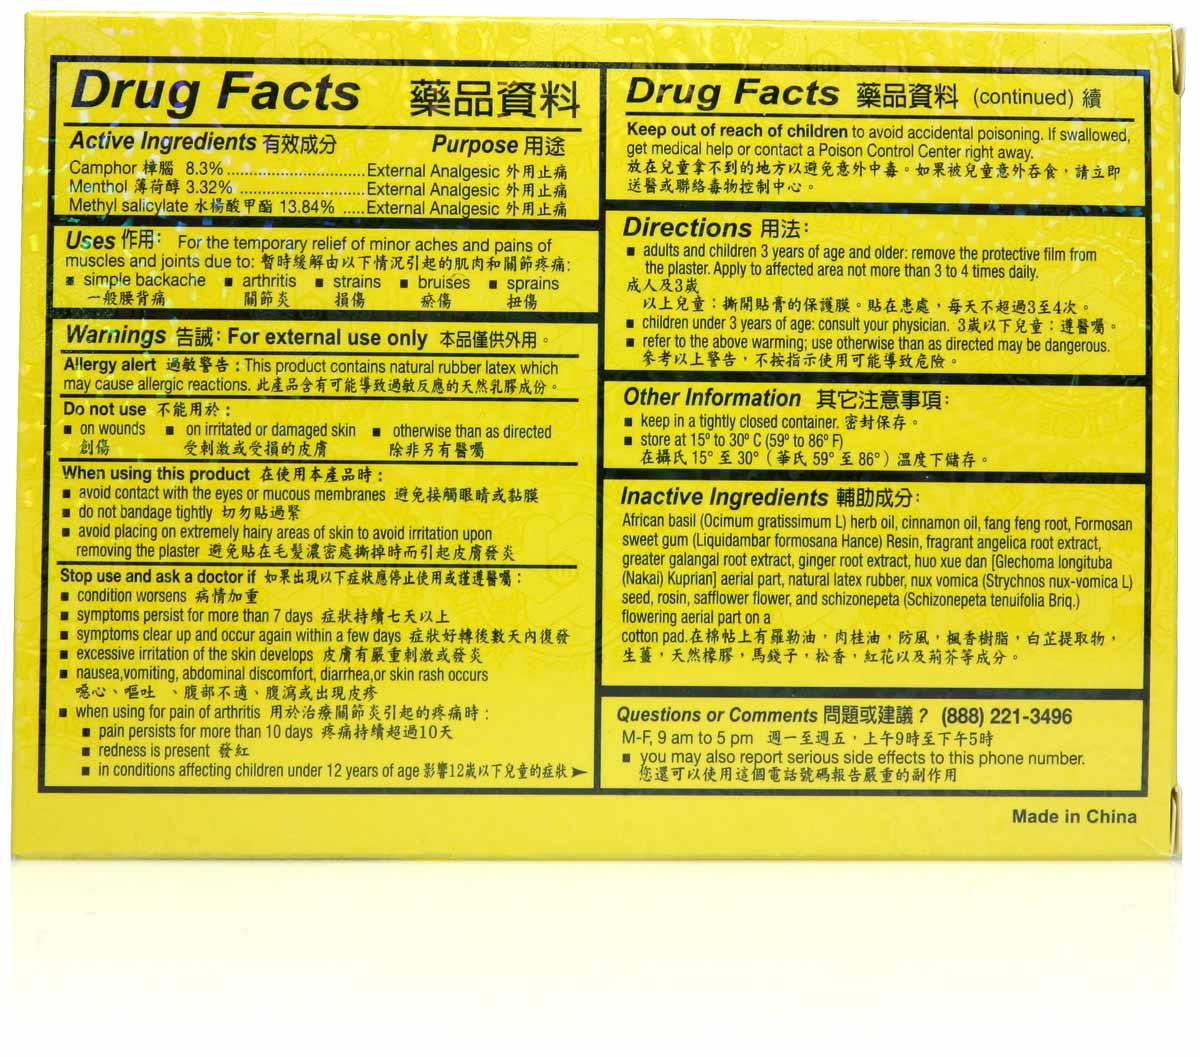 Drug Facts 藥品資料
Active Ingredients 有效成分 Purpose 用途
Camphor 樟腦 8.3%..............................External Analgesic 外用止痛
Menthol 薄荷醇 3.32% ...........................External Analgesic 外用止痛
Methyl salicylate 水楊酸甲酯 13.84% .....External Analgesic 外用止痛
Uses 作用: For the temporary relief of minor aches and pains of
muscles and joints due to: 暫時緩解由以下情況引起的肌肉和關節疼痛:
▪ simple backache ▪ arthritis ▪ strains ▪ bruises ▪ sprains
一般腰背痛 關節炎 損傷 瘀傷 扭傷
Warnings 告誡: For external use only 本品僅供外用。
Allergy alert 過敏警告 : This product contains natural rubber latex which
may cause allergic reactions. 此產品含有可能導致過敏反應的天然乳膠成份。
Do not use 不能用於 :
▪ on wounds ▪ on irritated or damaged skin ▪ otherwise than as directed
創傷 受刺激或受損的皮膚 除非另有醫囑
When using this product 在使用本產品時 :
▪ avoid contact with the eyes or mucous membranes 避免接觸眼睛或黏膜
▪ do not bandage tightly 切勿貼過緊
▪ avoid placing on extremely hairy areas of skin to avoid irritation upon
removing the plaster 避免貼在毛髮濃密處撕掉時而引起皮膚發炎
Stop use and ask a doctor if 如果出現以下症狀應停止使用或謹遵醫囑 :
▪ condition worsens 病情加重
▪ symptoms persist for more than 7 days 症狀持續七天以上
▪ symptoms clear up and occur again within a few days 症狀好轉後數天內復發
▪ excessive irritation of the skin develops 皮膚有嚴重刺激或發炎
▪ nausea,vomiting, abdominal discomfort, diarrhea,or skin rash occurs
噁心、嘔吐 、腹部不適、腹瀉或出現皮疹
▪ when using for pain of arthritis 用於治療關節炎引起的疼痛時 :
▪ pain persists for more than 10 days 疼痛持續超過10天
▪ redness is present 發紅
▪ in conditions affecting children under 12 years of age 影響12歲以下兒童的症狀➤
Drug Facts 藥品資料 (continued) 續
Keep out of reach of children to avoid accidental poisoning. If swallowed,
get medical help or contact a Poison Control Center right away.
放在兒童拿不到的地方以避免意外中毒。如果被兒童意外吞食,請立即
送醫或聯絡毒物控制中心。
Directions 用法:
▪ adults and children 3 years of age and older: remove the protective film from
the plaster. Apply to affected area not more than 3 to 4 times daily.
成人及3歲
以上兒童:撕開貼膏的保護膜。貼在患處,每天不超過3至4次。
▪ children under 3 years of age: consult your physician. 3歲以下兒童:遵醫囑。
▪ refer to the above warning; use otherwise than as directed may be dangerous.
參考以上警告,不按指示使用可能導致危險。
Other Information 其它注意事項:
▪ keep in a tightly closed container. 密封保存。
▪ store at 15º to 30º C (59º to 86º F)
在攝氏 15° 至 30°(華氏 59° 至 86°)溫度下儲存。
Inactive Ingredients 輔助成分:
African basil (Ocimum gratissimum L) herb oil, cinnamon oil, fang feng root, Formosan
sweet gum (Liquidambar formosana Hance) Resin, fragrant angelica root extract,
greater galangal root extract, ginger root extract, huo xue dan [Glechoma longituba
(Nakai) Kuprian] aerial part, natural latex rubber, nux vomica (Strychnos nux-vomica L)
seed, rosin, safflower flower, and schizonepeta (Schizonepeta tenuifolia Briq.)
flowering aerial part on a
cotton pad.在棉帖上有羅勒油,肉桂油,防風,楓香樹脂,白芷提取物,
生薑,天然橡膠,馬錢子,松香,紅花以及荊芥等成分。
Questions or Comments 問題或建議? (888) 221-3496
M-F, 9 am to 5 pm 週一至週五,上午9時至下午5時
▪ you may also report serious side effects to this phone number.
您還可以使用這個電話號碼報告嚴重的副作用
Made in China